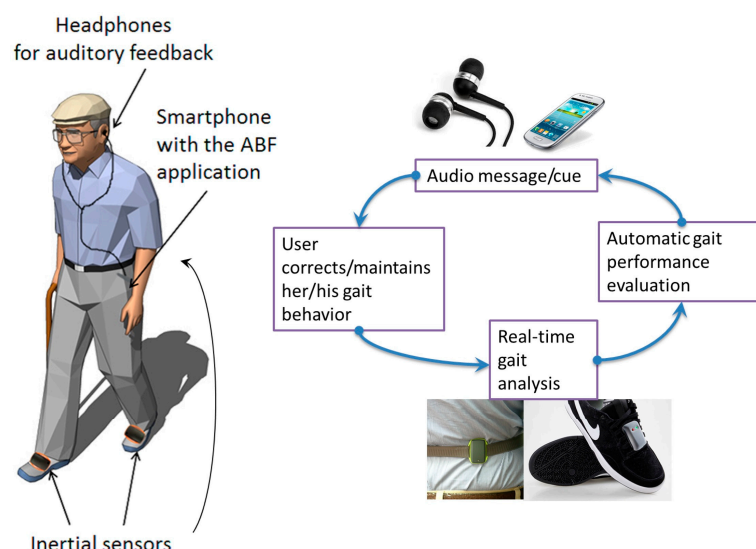 Headphones
for auditory feedback
Smartphone
with the ABF
application
Inertial sensors
Audio message/cue
User
corrects/maintains
her/his gait
behavior
Automatic gait
performance
evaluation
Real-time
gait
analysis